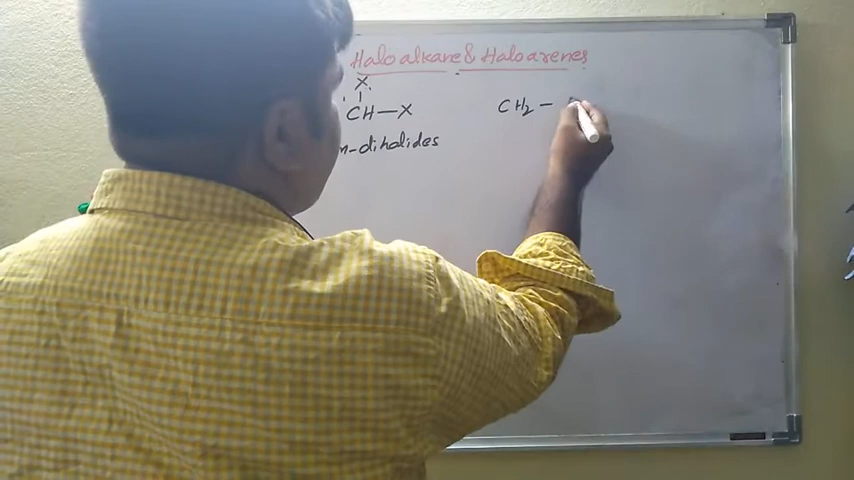 Halo alkane & Halo arenes
X
CH—X
CH2—
dihalides